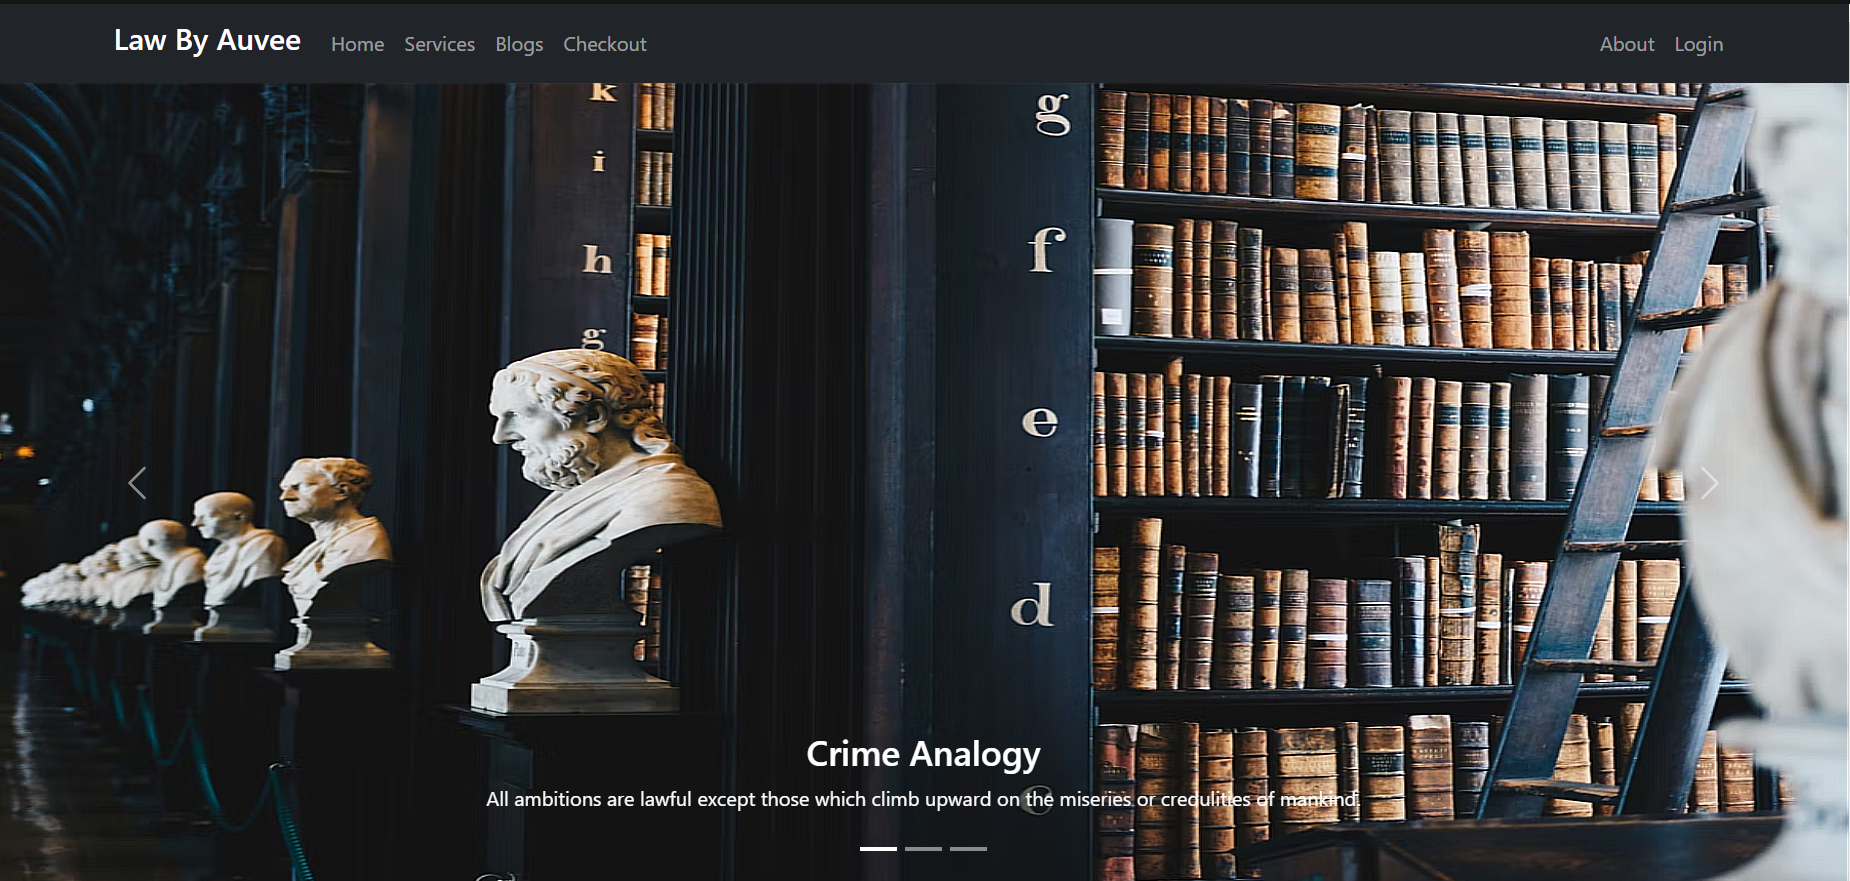 Law By Auvee Home Services Blogs Checkout About Login
k
i
h
g
g
f
e
d
c
Crime Analogy
All ambitions are lawful except those which climb upward on the miseries or credulities of mankind.